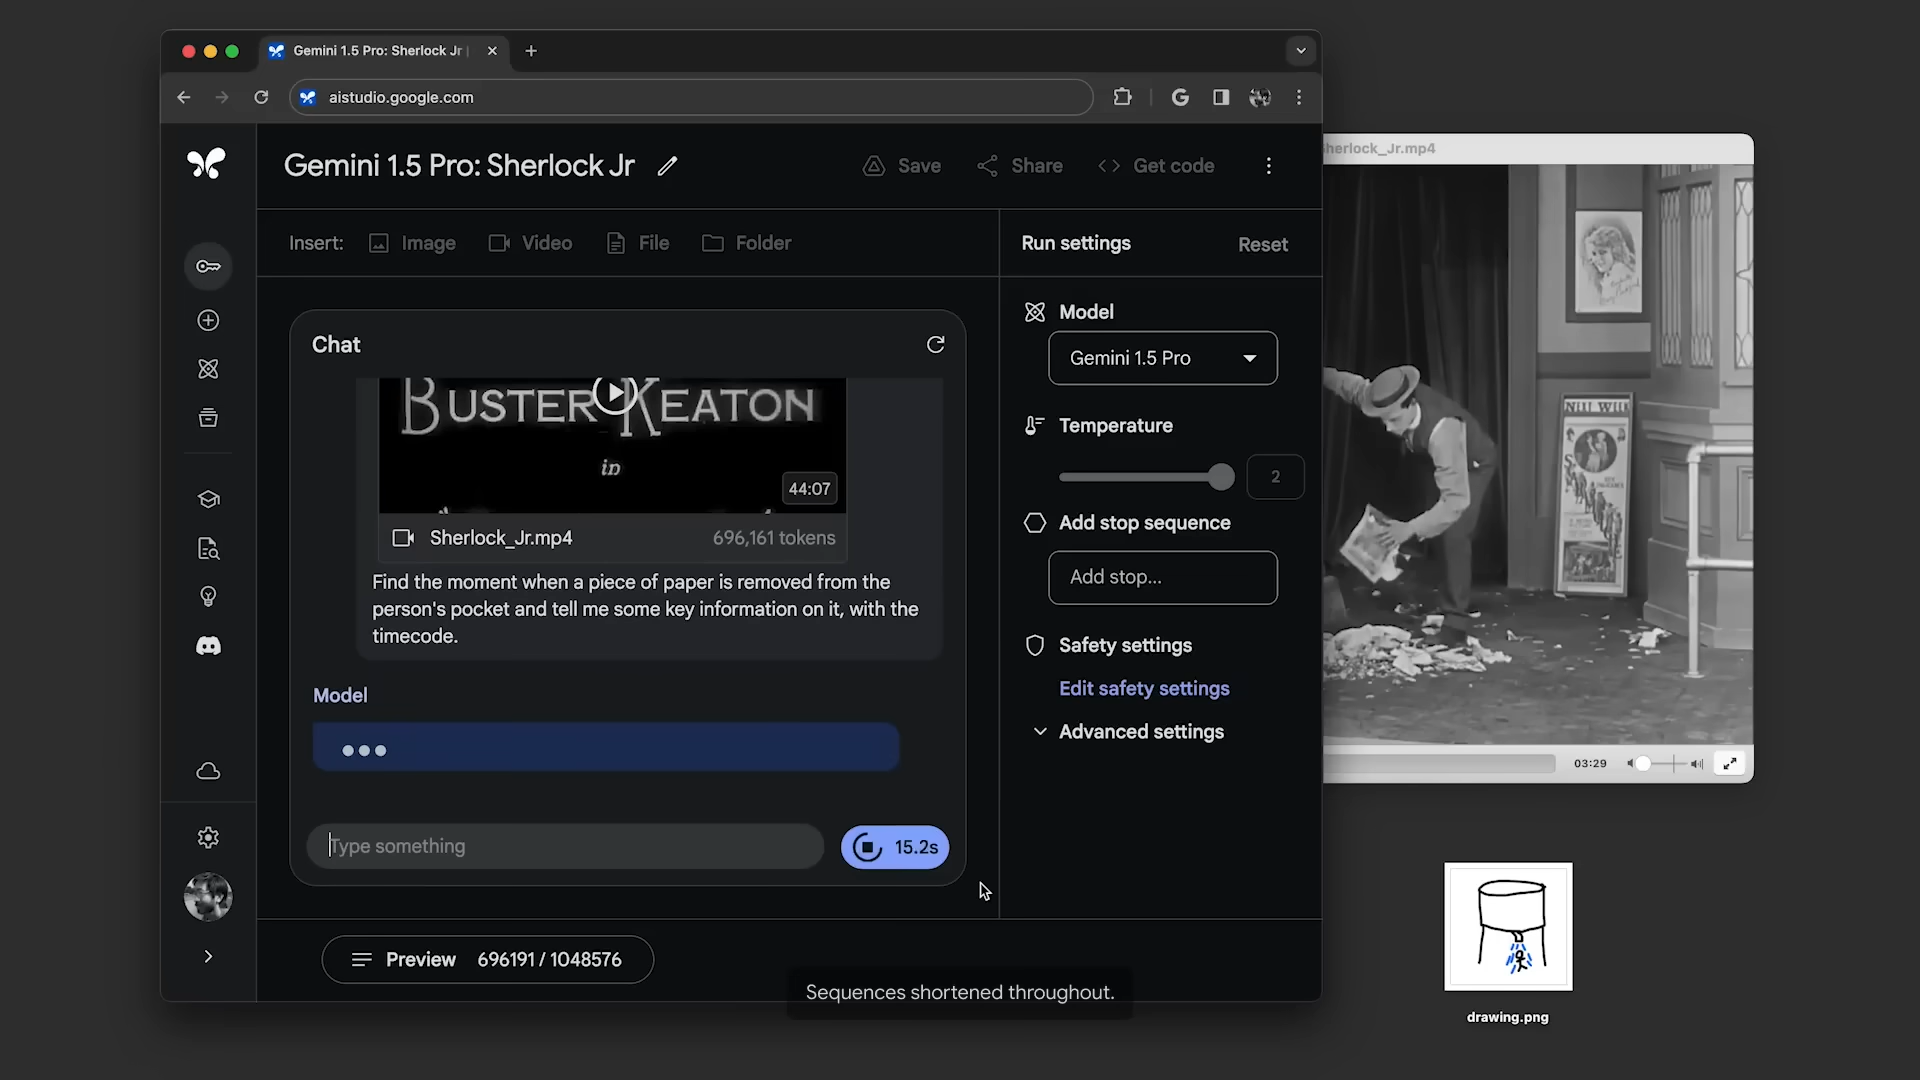 Gemini 1.5 Pro: Sherlock Jr
aistudio.google.com
Gemini 1.5 Pro: Sherlock Jr
Save
Share
Get code
Insert:
Image
Video
File
Folder
Run settings
Reset
Chat
BUSTER KEATON
in
44:07
Sherlock_Jr.mp4
696,161 tokens
Find the moment when a piece of paper is removed from the
person's pocket and tell me some key information on it, with the
timecode.
Model
Type something
15.2s
Preview
696191 / 1048576
Model
Gemini 1.5 Pro
Temperature
2
Add stop sequence
Add stop...
Safety settings
Edit safety settings
Advanced settings
Sherlock_Jr.mp4
NEXT WEEK
03:29
drawing.png
Sequences shortened throughout.